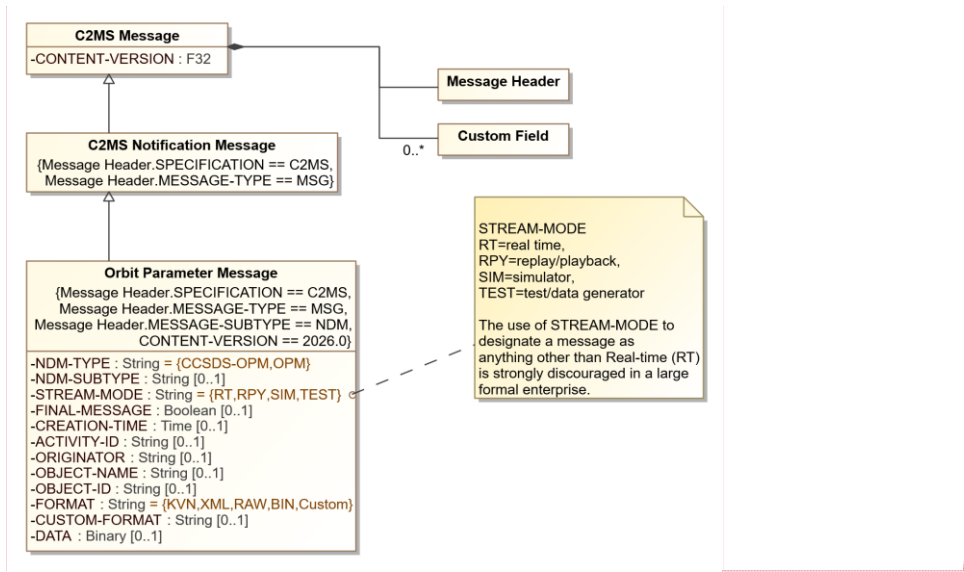 C2MS Message
-CONTENT-VERSION : F32
Message Header
Custom Field
0..*
C2MS Notification Message
{Message Header.SPECIFICATION == C2MS,
Message Header.MESSAGE-TYPE == MSG}
Orbit Parameter Message
{Message Header.SPECIFICATION == C2MS,
Message Header.MESSAGE-TYPE == MSG,
Message Header.MESSAGE-SUBTYPE == NDM,
CONTENT-VERSION == 2026.0}
-NDM-TYPE : String = {CCSDS-OPM,OPM}
-NDM-SUBTYPE : String [0..1]
-STREAM-MODE : String = {RT,RPY,SIM,TEST}
-FINAL-MESSAGE : Boolean [0..1]
-CREATION-TIME : Time [0..1]
-ACTIVITY-ID : String [0..1]
-ORIGINATOR : String [0..1]
-OBJECT-NAME : String [0..1]
-OBJECT-ID : String [0..1]
-FORMAT : String = {KVN,XML,RAW,BIN,Custom}
-CUSTOM-FORMAT : String [0..1]
-DATA : Binary [0..1]
STREAM-MODE
RT=real time,
RPY=replay/playback,
SIM=simulator,
TEST=test/data generator
The use of STREAM-MODE to
designate a message as
anything other than Real-time (RT)
is strongly discouraged in a large
formal enterprise.